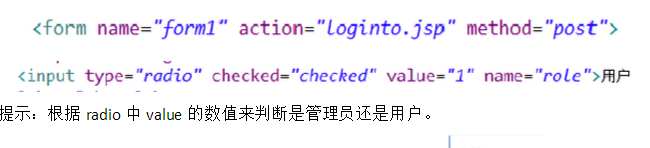 <form name="form1" action="loginto.jsp" method="post">
<input type="radio" checked="checked" value="1" name="role">用户
提示：根据 radio 中 value 的数值来判断是管理员还是用户。